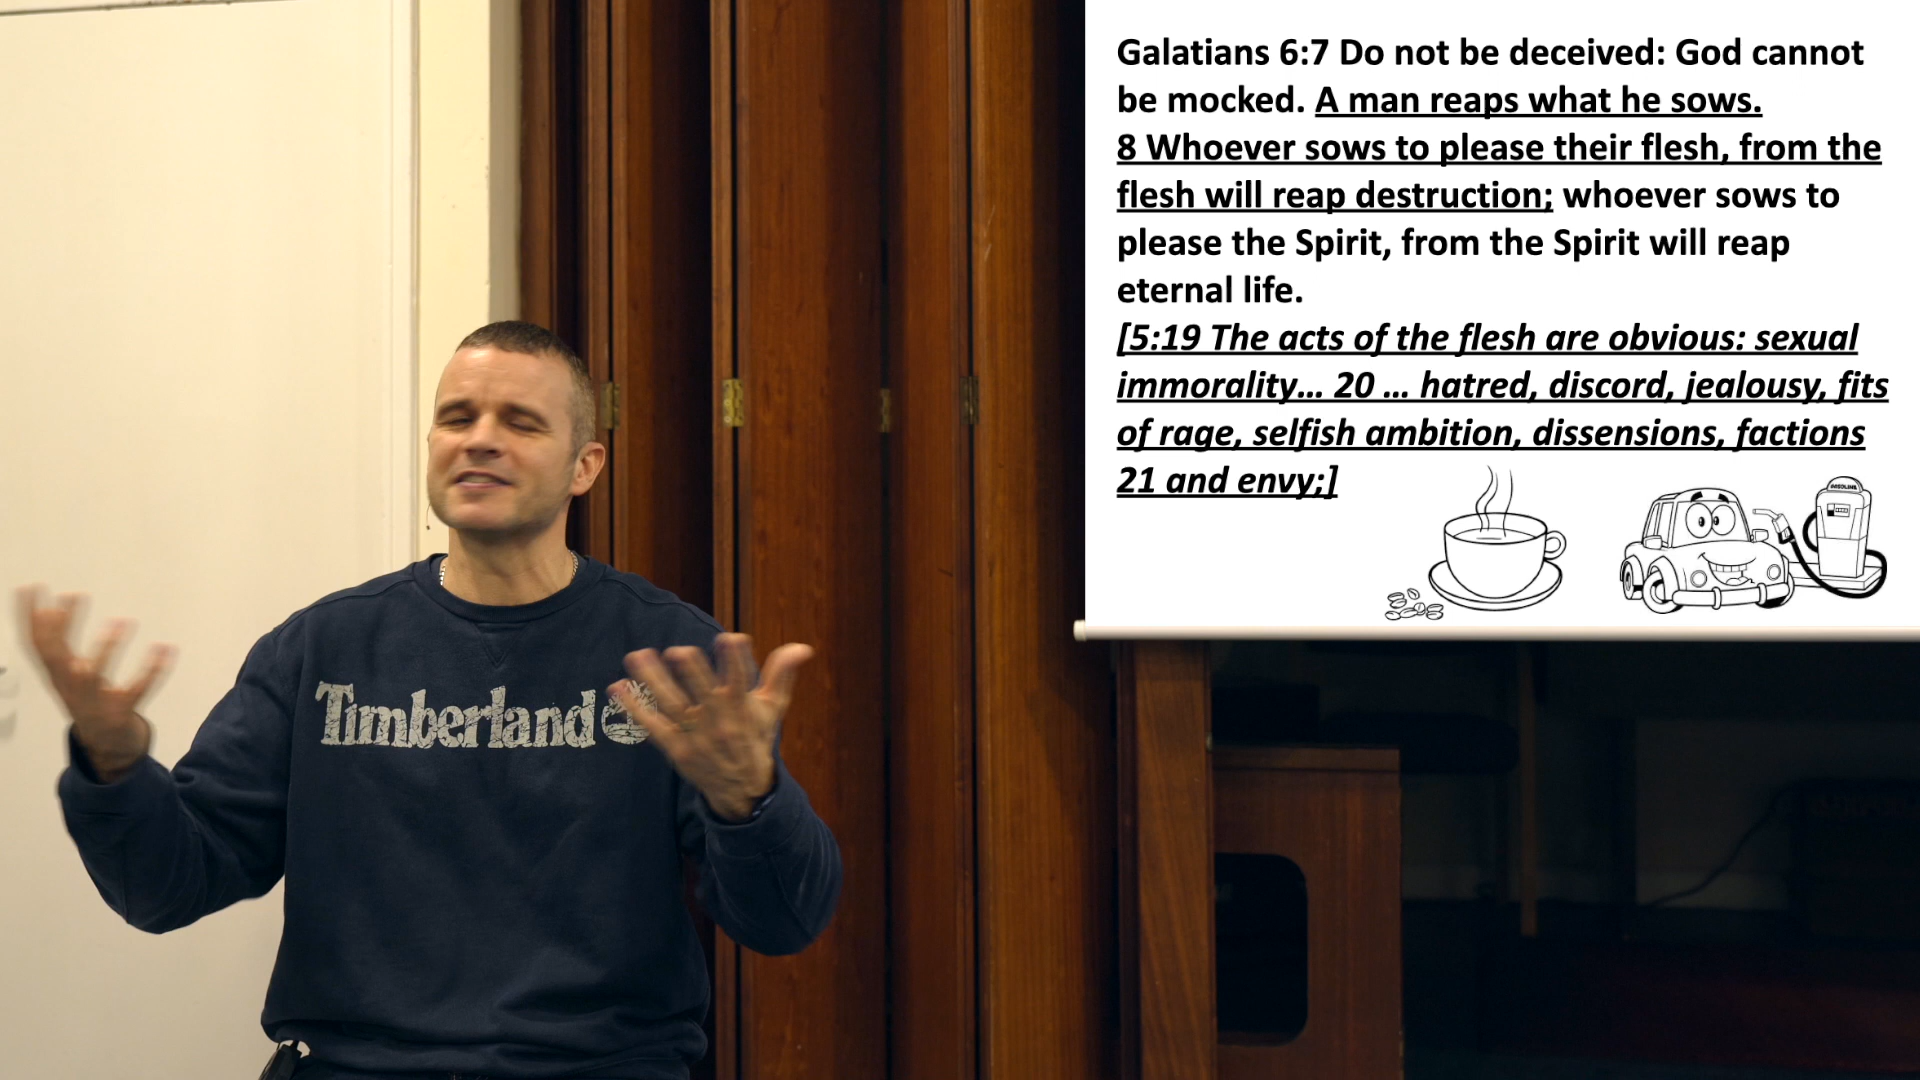 Galatians 6:7 Do not be deceived: God cannot
be mocked. A man reaps what he sows.
8 Whoever sows to please their flesh, from the
flesh will reap destruction; whoever sows to
please the Spirit, from the Spirit will reap
eternal life.
[5:19 The acts of the flesh are obvious: sexual
immorality... 20 ... hatred, discord, jealousy, fits
of rage, selfish ambition, dissensions, factions
21 and envy;]
GASOLINE
Timberland